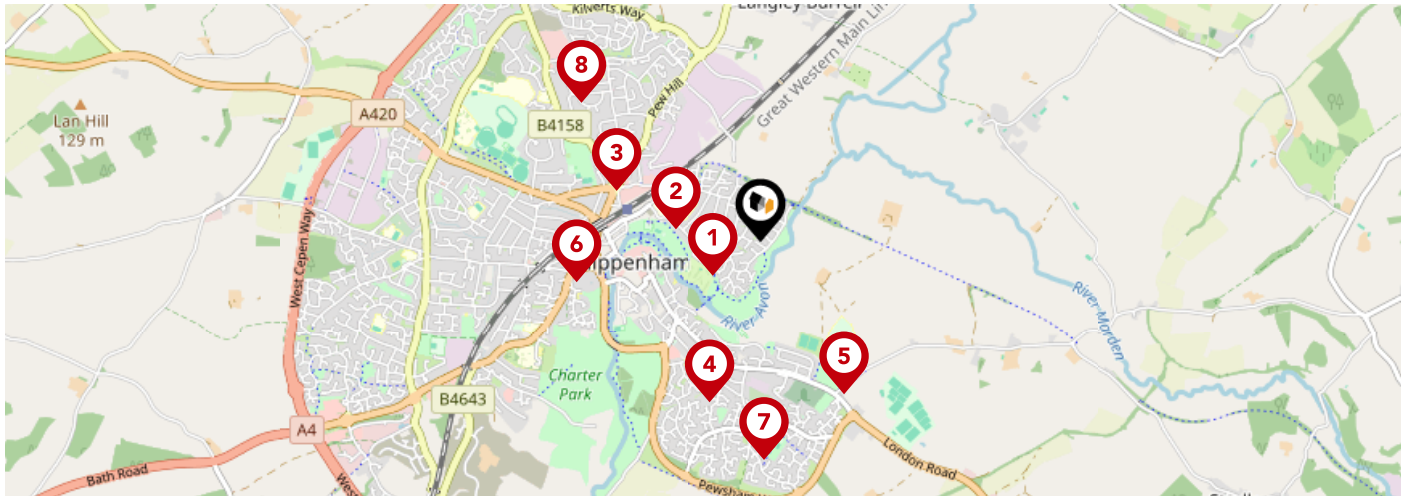 Kilverts Way
Langley Burrell
Great Western Main Lin
Lan Hill
129 m
A420
8
B4158
Pew Hill
3
2
1
6
ippenham
West Cepen Way
River Avon
River Marden
4
5
7
Charter
Park
B4643
A4
Bath Road
London Road
Pewsham W
West